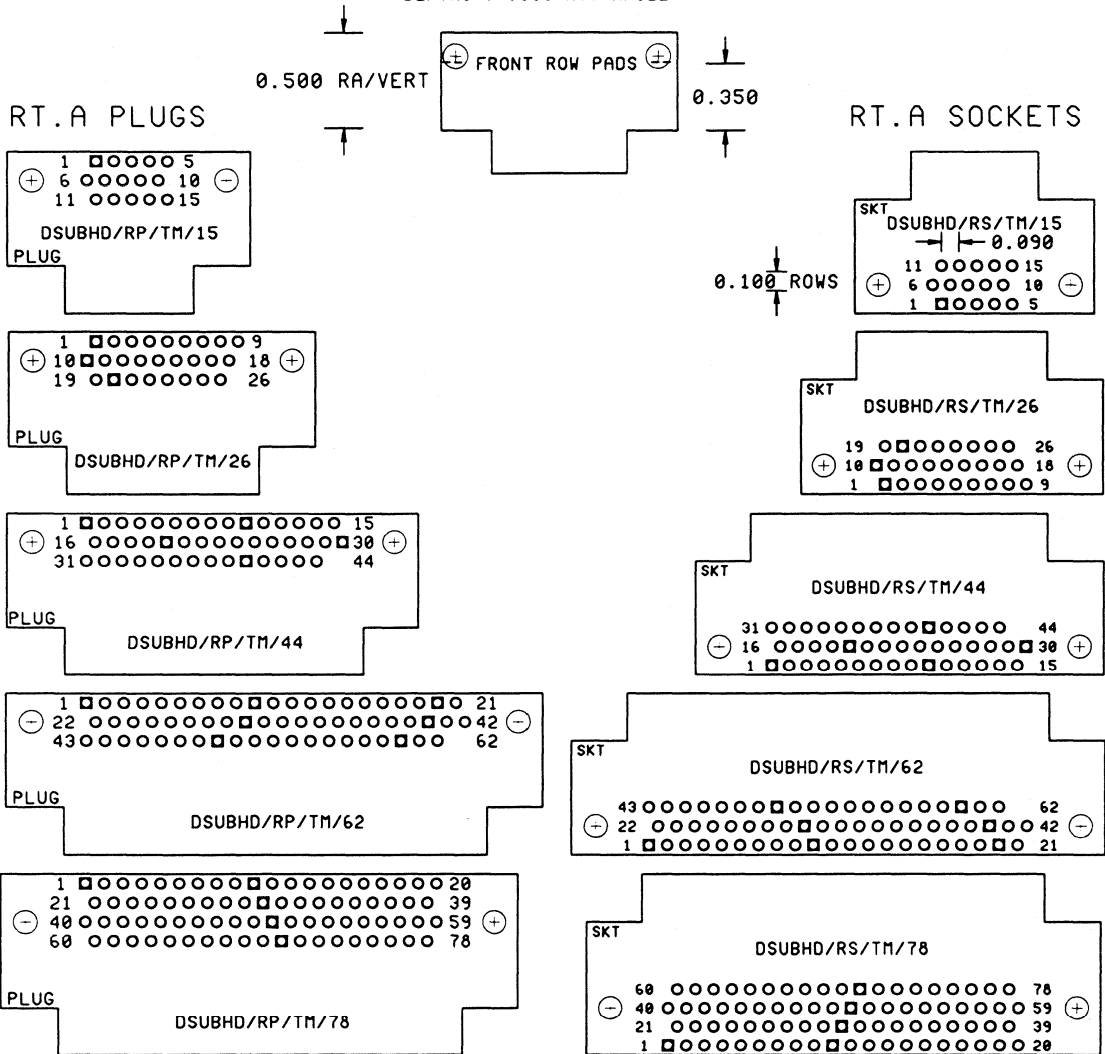 FRONT ROW PADS
0.500 RA/VERT
0.350
RT.A PLUGS
RT.A SOCKETS
1 5
6 10
11 15
DSUBHD/RP/TM/15
PLUG
SKT
DSUBHD/RS/TM/15
0.090
0.100 ROWS
11 15
6 10
1 5
1 9
10 18
19 26
PLUG
DSUBHD/RP/TM/26
SKT
DSUBHD/RS/TM/26
19 26
10 18
1 9
1 15
16 30
31 44
PLUG
DSUBHD/RP/TM/44
SKT
DSUBHD/RS/TM/44
31 44
16 30
1 15
1 21
22 42
43 62
PLUG
DSUBHD/RP/TM/62
SKT
DSUBHD/RS/TM/62
43 62
22 42
1 21
1 20
21 39
40 59
60 78
PLUG
DSUBHD/RP/TM/78
SKT
DSUBHD/RS/TM/78
60 78
40 59
21 39
1 20